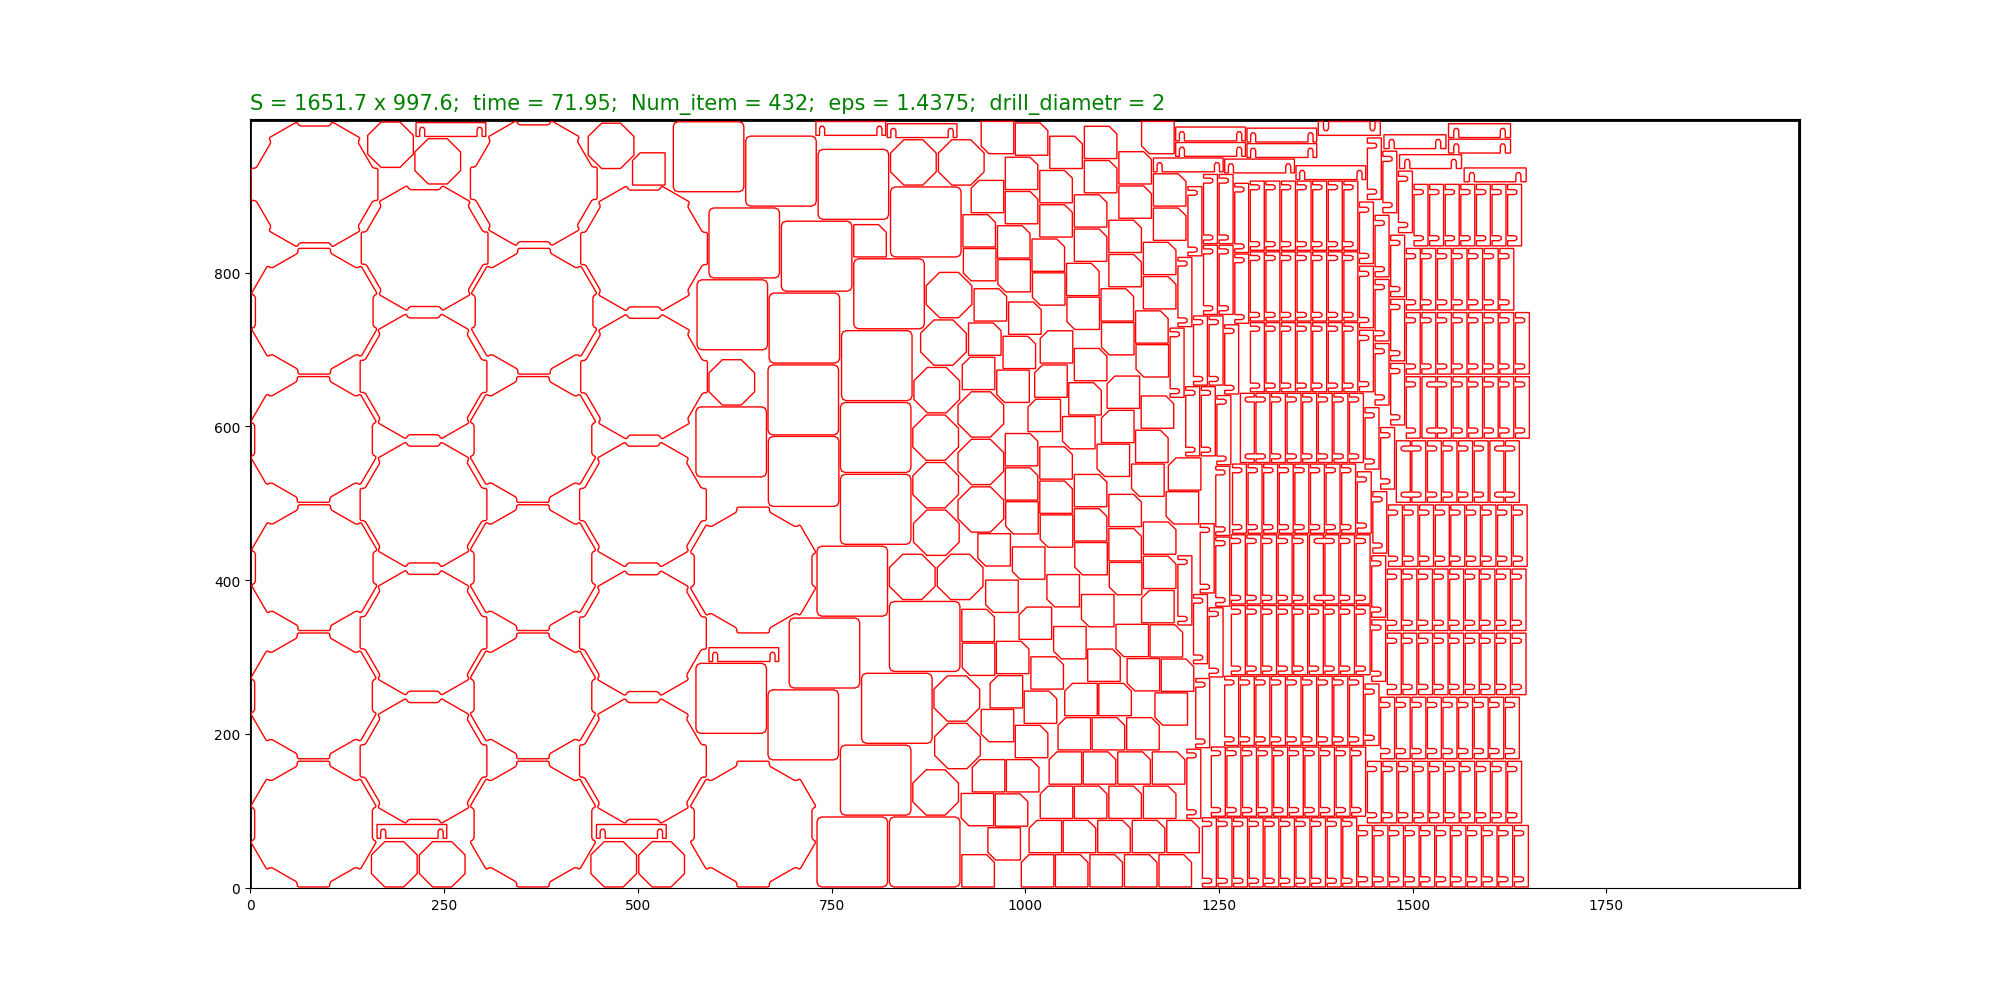 S = 1651.7 x 997.6;  time = 71.95;  Num_item = 432;  eps = 1.4375;  drill_diametr = 2
800
600
400
200
0
0 250 500 750 1000 1250 1500 1750